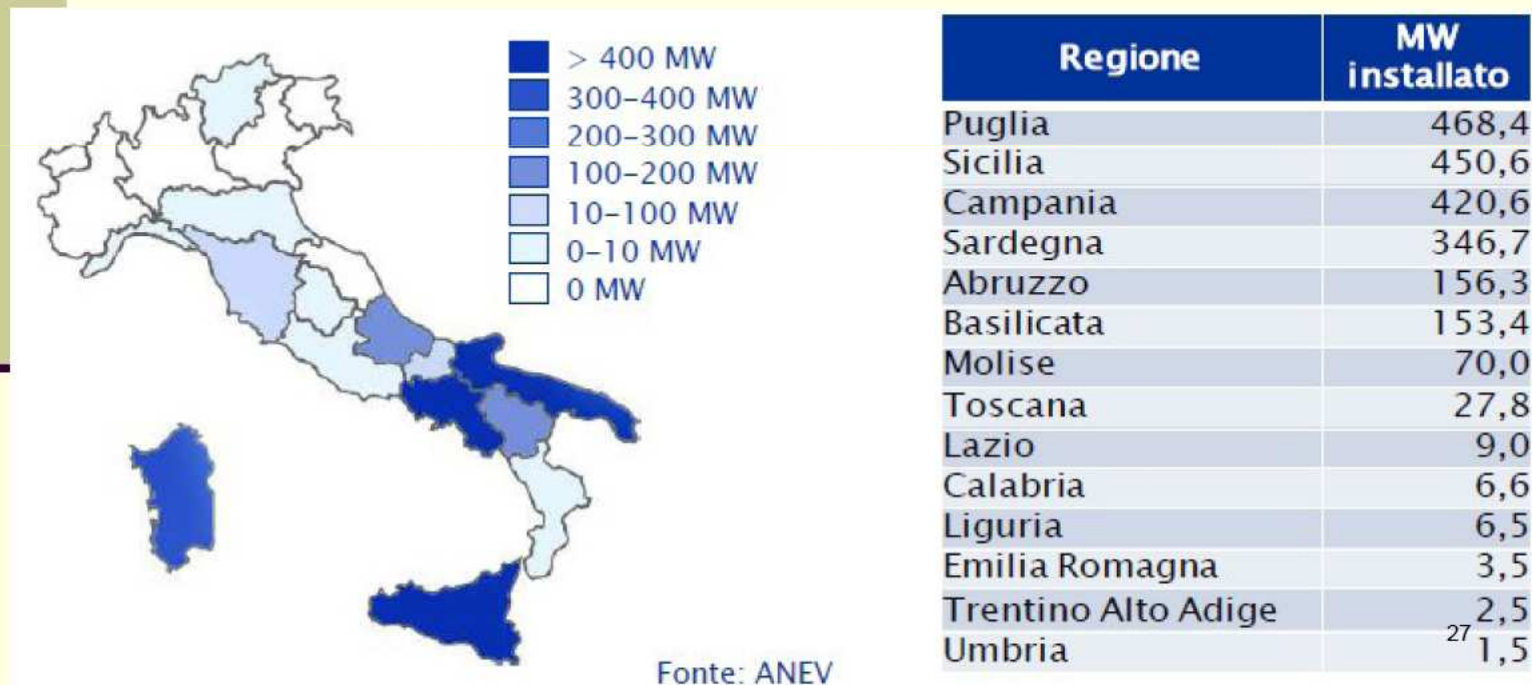 > 400 MW
300-400 MW
200-300 MW
100-200 MW
10-100 MW
0-10 MW
0 MW
Fonte: ANEV
Regione MW installato
Puglia 468,4
Sicilia 450,6
Campania 420,6
Sardegna 346,7
Abruzzo 156,3
Basilicata 153,4
Molise 70,0
Toscana 27,8
Lazio 9,0
Calabria 6,6
Liguria 6,5
Emilia Romagna 3,5
Trentino Alto Adige 2,5
Umbria 1,5
27